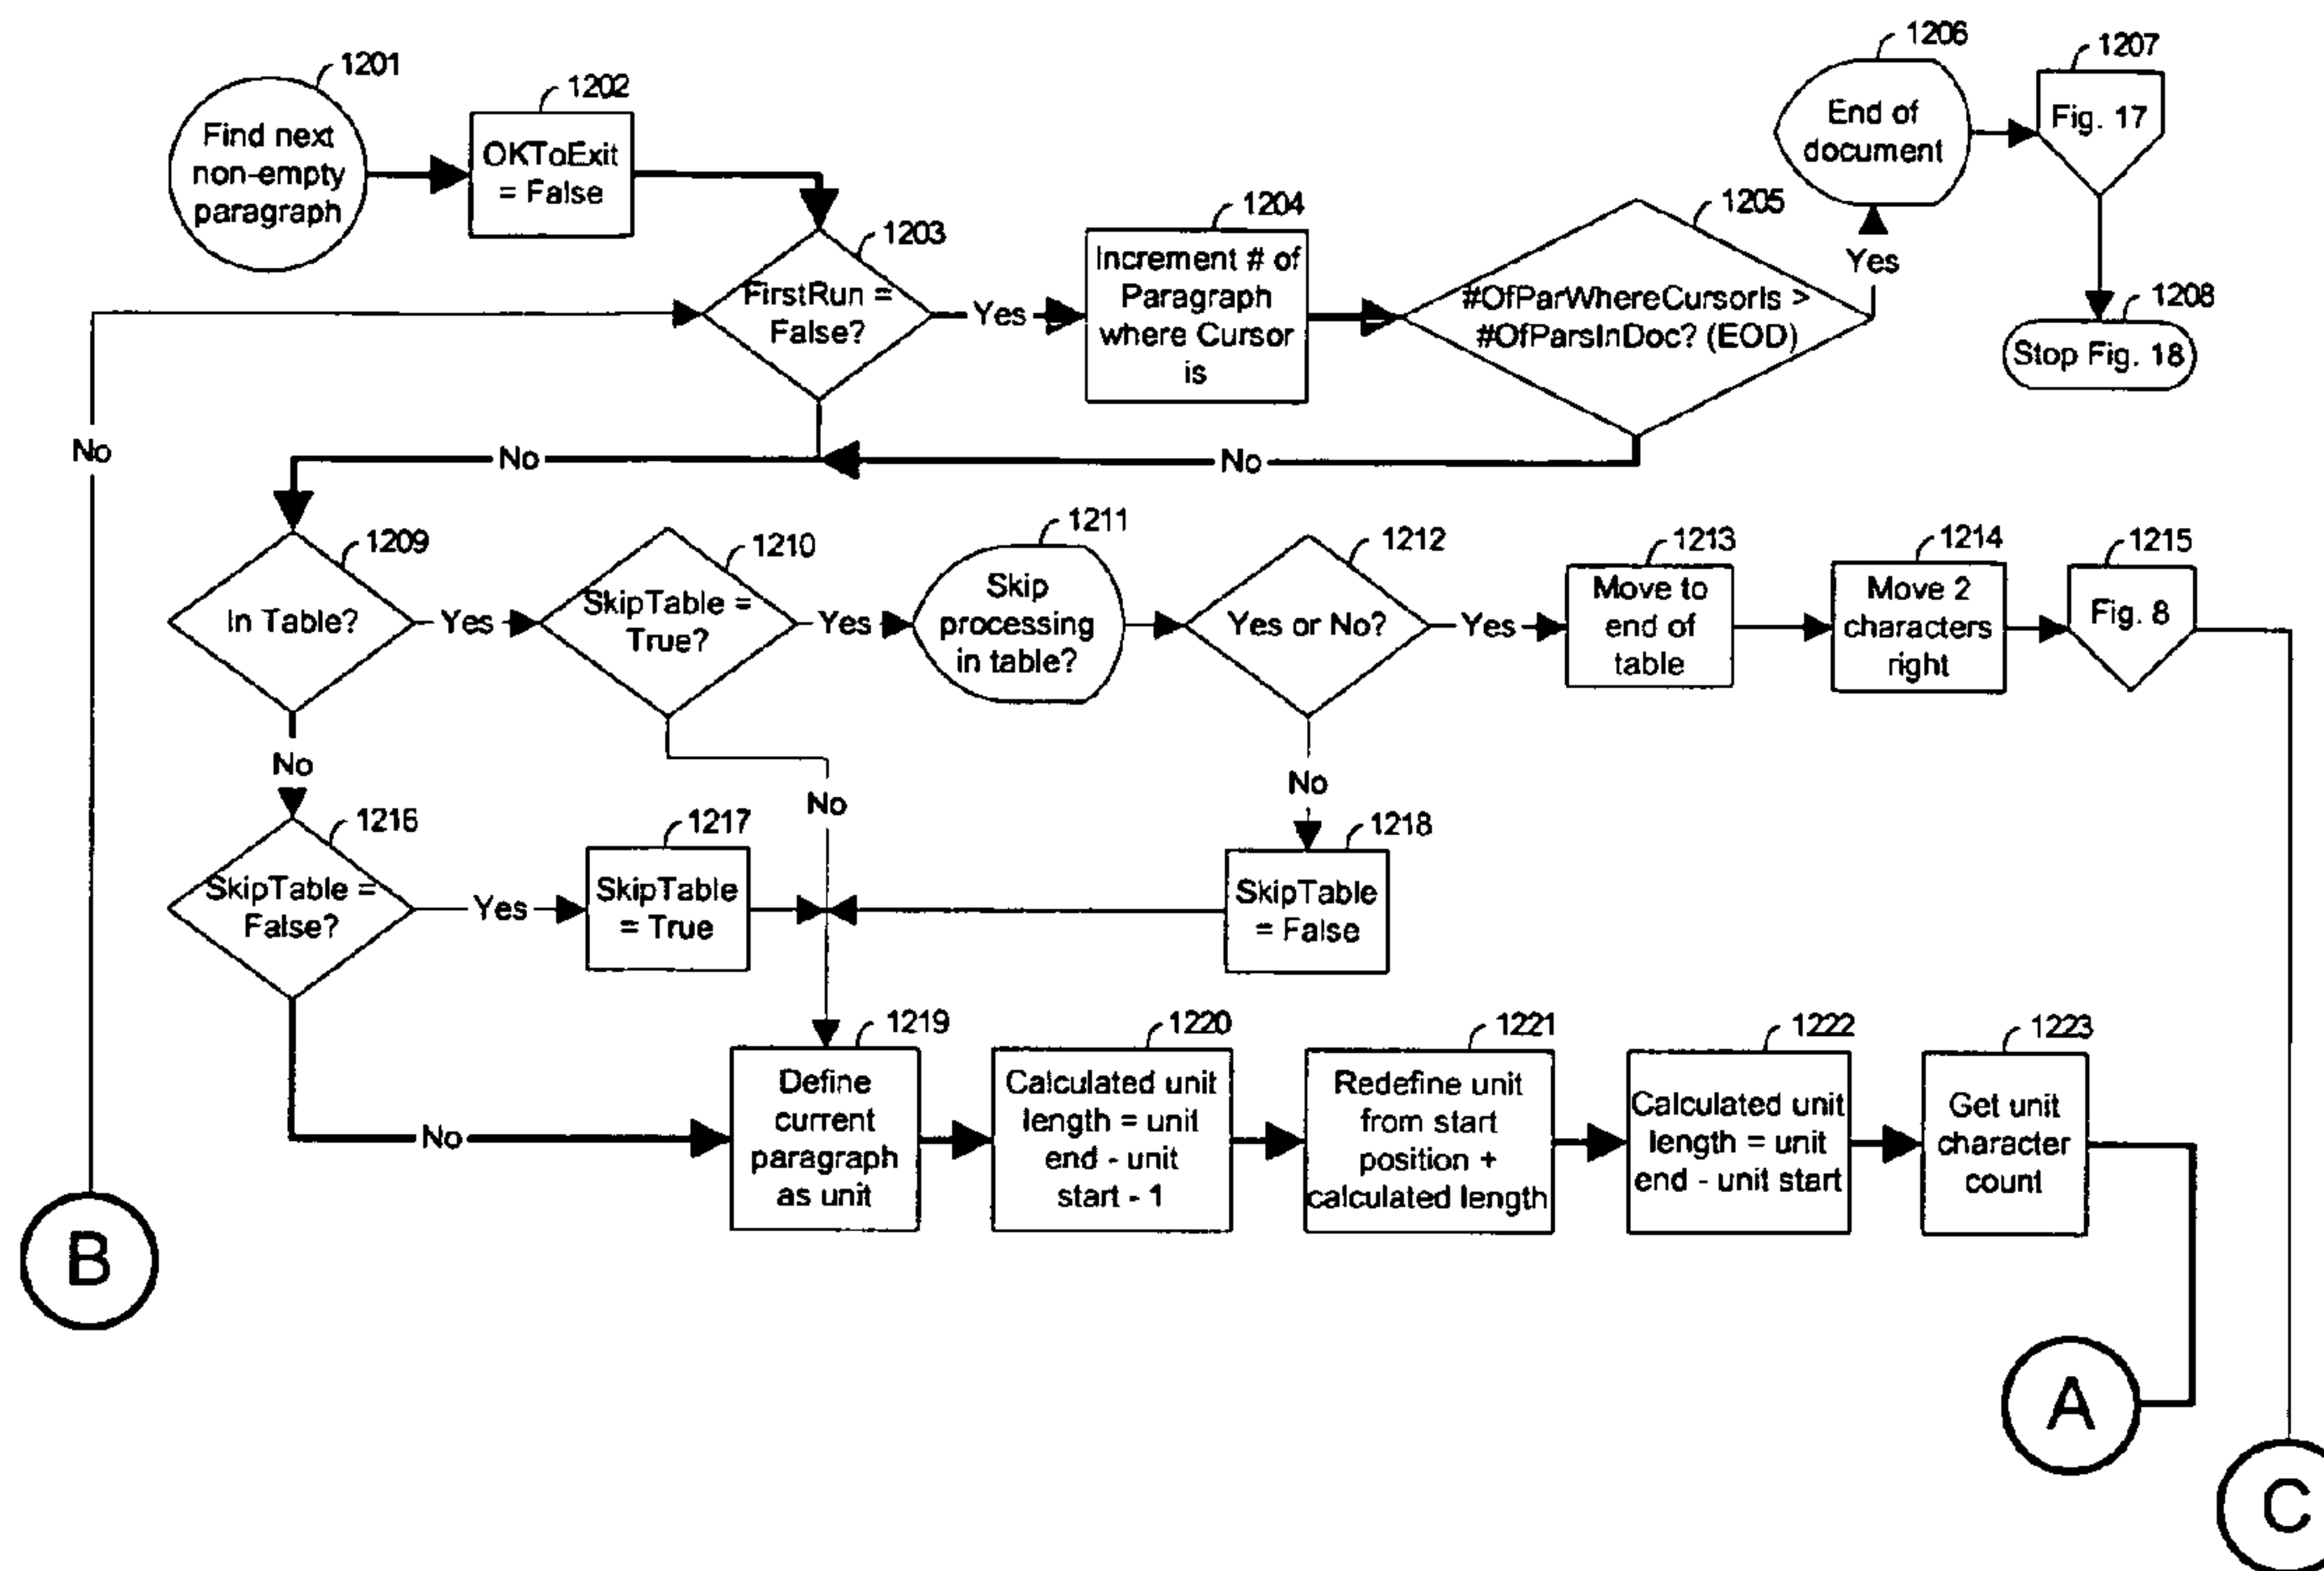 1201
Find next
non-empty
paragraph
1202
OKToExit
= False
1203
FirstRun =
False?
Yes
No
1204
Increment # of
Paragraph
where Cursor
is
1205
#OfParWhereCursorIs >
#OfParsInDoc? (EOD)
Yes
No
1206
End of
document
1207
Fig. 17
1208
Stop Fig. 18
No
1209
In Table?
Yes
No
1210
SkipTable =
True?
Yes
No
1211
Skip
processing
in table?
1212
Yes or No?
Yes
No
1213
Move to
end of
table
1214
Move 2
characters
right
1215
Fig. 8
1216
SkipTable =
False?
Yes
No
1217
SkipTable
= True
1218
SkipTable
= False
1219
Define
current
paragraph
as unit
1220
Calculated unit
length = unit
end - unit
start - 1
1221
Redefine unit
from start
position +
calculated length
1222
Calculated unit
length = unit
end - unit start
1223
Get unit
character
count
B
A
C